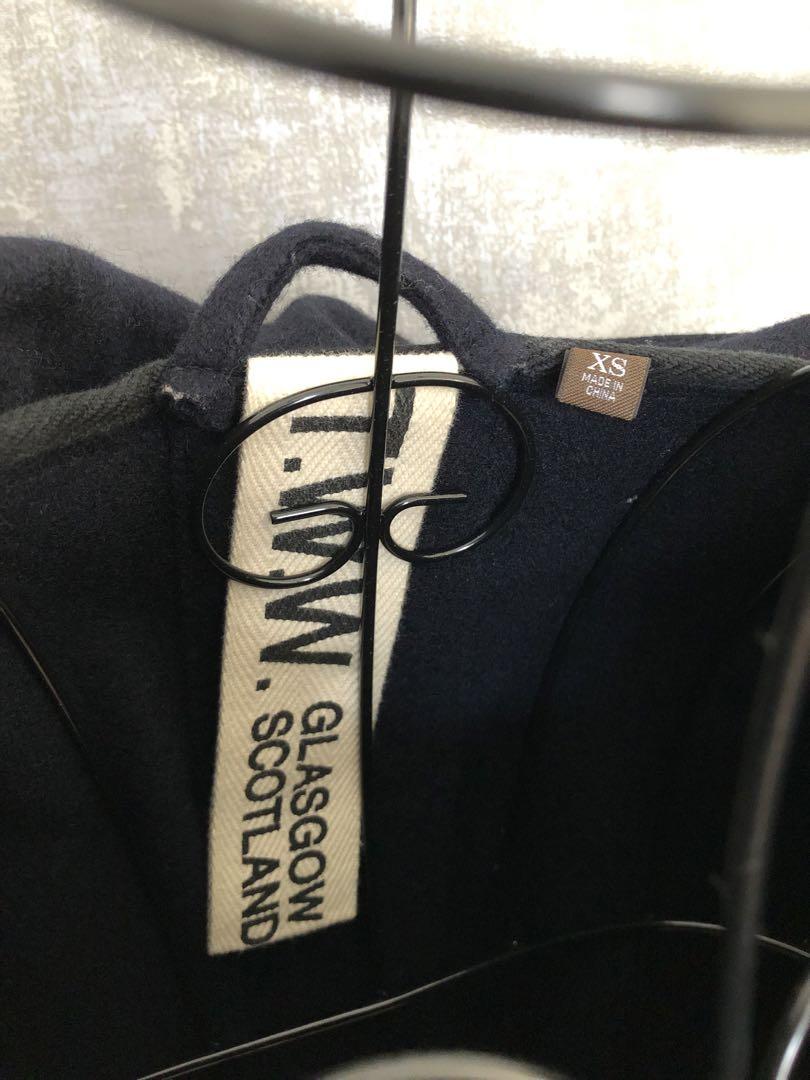 T.W.W.
GLASGOW
SCOTLAND
XS
MADE IN
CHINA